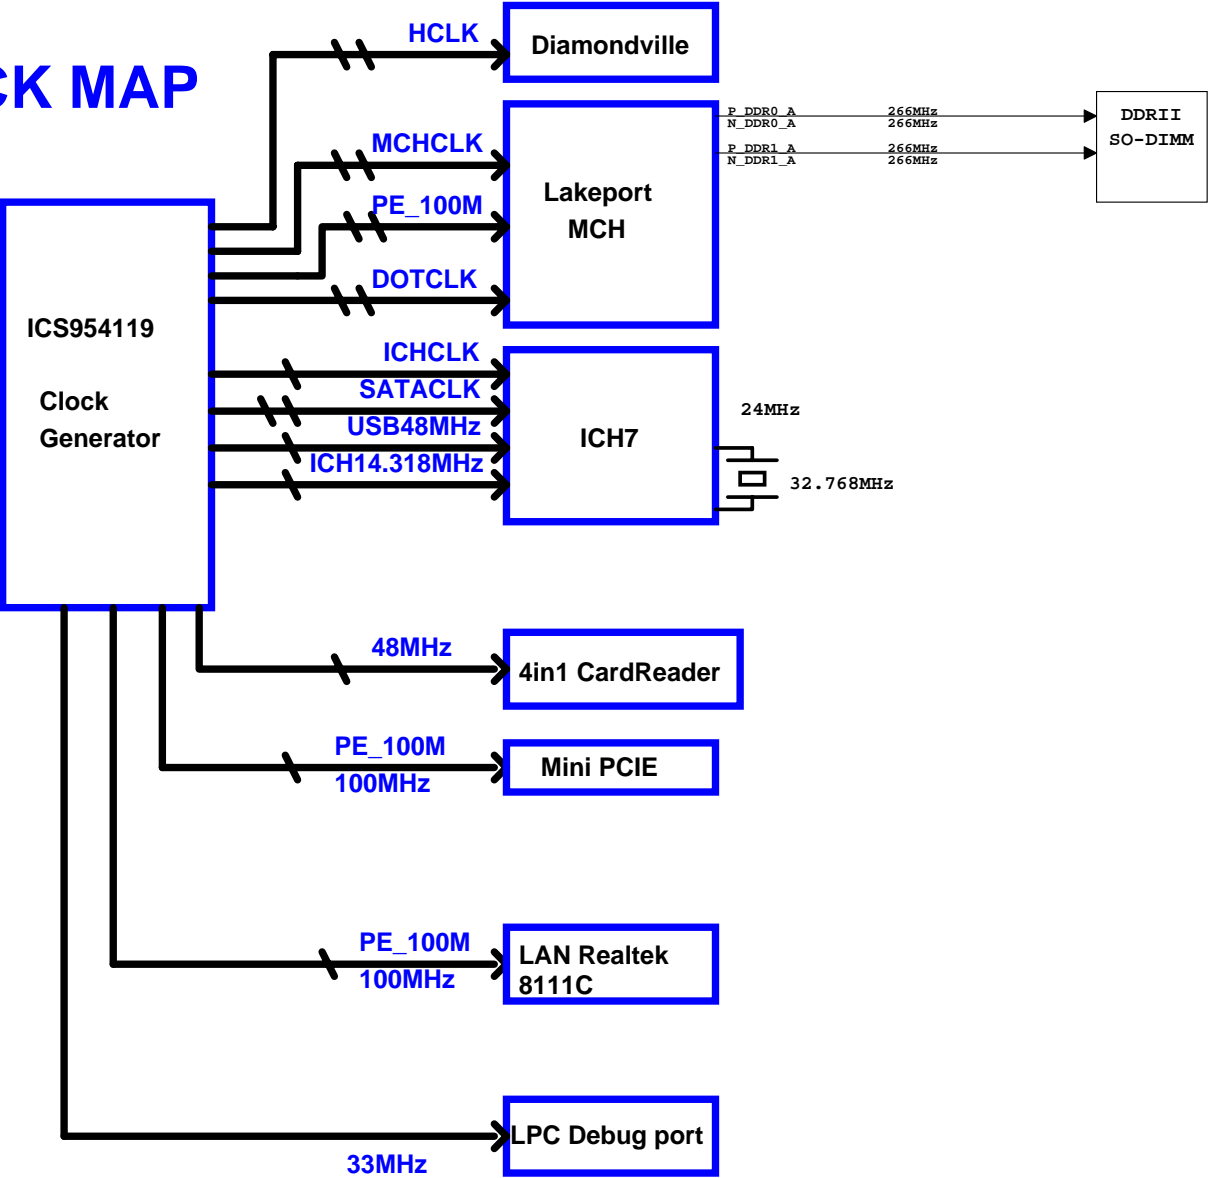 CK MAP
HCLK
Diamondville
MCHCLK
PE_100M
DOTCLK
Lakeport
MCH
P_DDR0_A 266MHz
N_DDR0_A 266MHz
P_DDR1_A 266MHz
N_DDR1_A 266MHz
DDRII
SO-DIMM
ICS954119
Clock
Generator
ICHCLK
SATACLK
USB48MHz
ICH14.318MHz
ICH7
24MHz
32.768MHz
48MHz
4in1 CardReader
PE_100M
100MHz
Mini PCIE
PE_100M
100MHz
LAN Realtek
8111C
33MHz
LPC Debug port